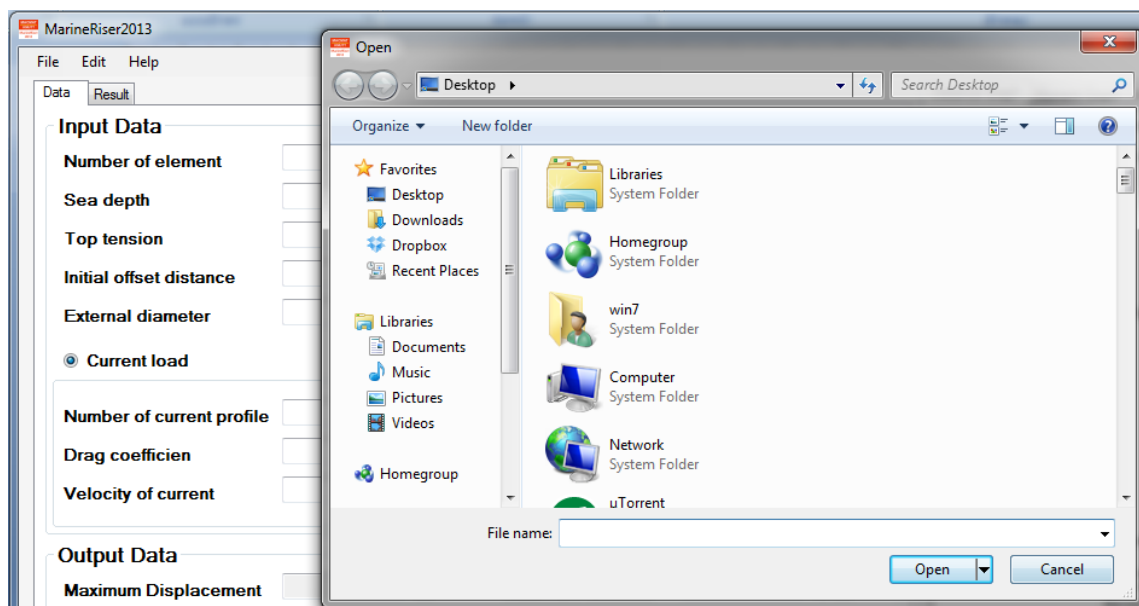 MarineRiser2013
File Edit Help
Data Result
Input Data
Number of element
Sea depth
Top tension
Initial offset distance
External diameter
Current load
Number of current profile
Drag coefficien
Velocity of current
Output Data
Maximum Displacement
Open
Desktop
Search Desktop
Organize New folder
Favorites
Desktop
Downloads
Dropbox
Recent Places
Libraries
Documents
Music
Pictures
Videos
Homegroup
Libraries
System Folder
Homegroup
System Folder
win7
System Folder
Computer
System Folder
Network
System Folder
uTorrent
File name:
Open Cancel